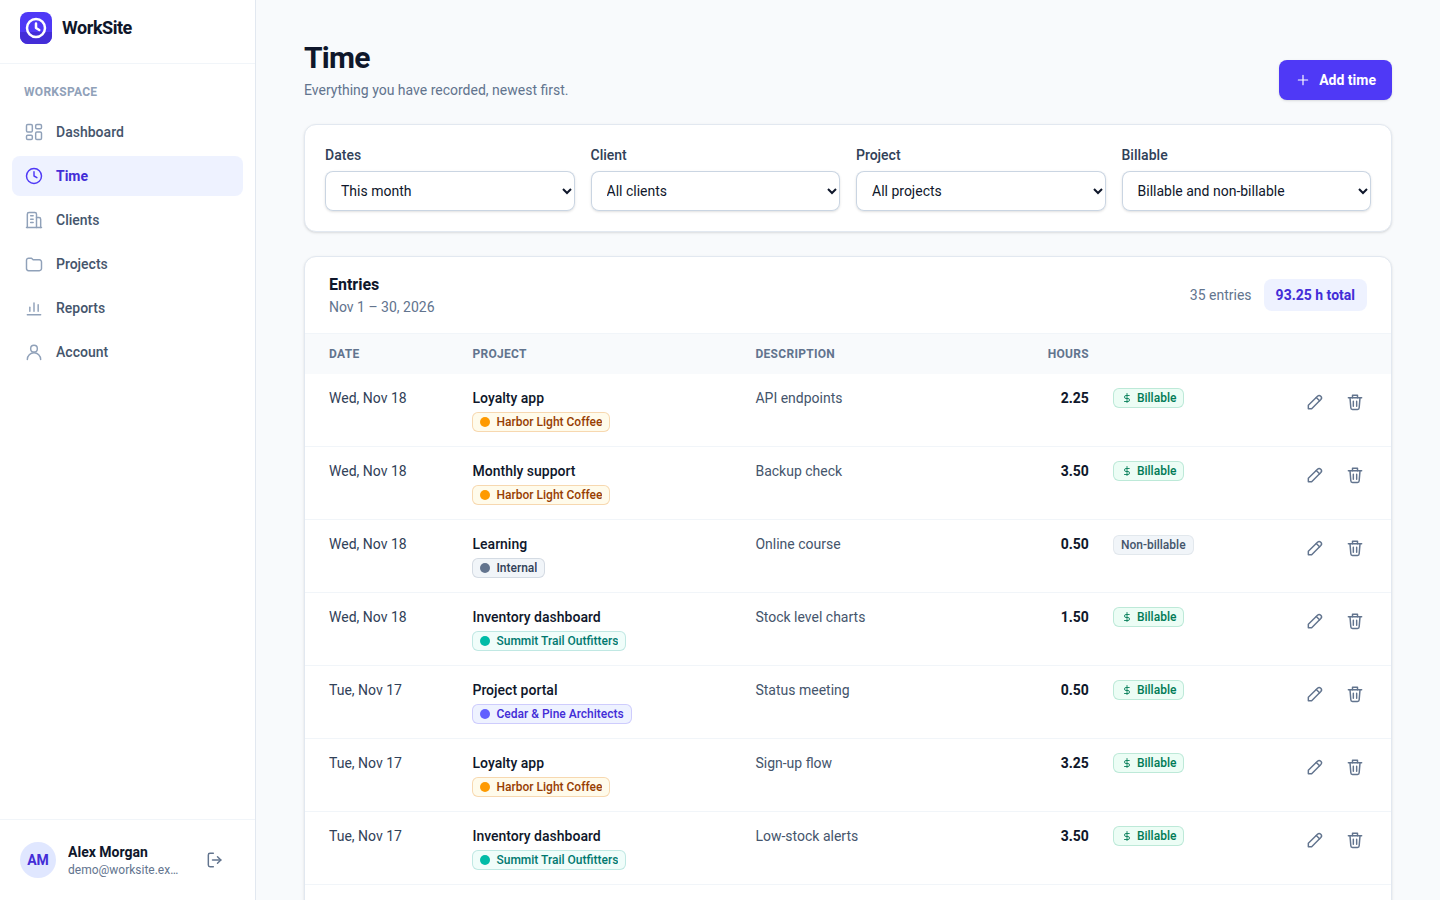 WorkSite
WORKSPACE
Dashboard
Time
Clients
Projects
Reports
Account
AM
Alex Morgan
demo@worksite.ex...
Time
Everything you have recorded, newest first.
Add time
Dates
Client
Project
Billable
This month
All clients
All projects
Billable and non-billable
Entries
Nov 1 – 30, 2026
35 entries
93.25 h total
DATE PROJECT DESCRIPTION HOURS
Wed, Nov 18 Loyalty app API endpoints 2.25 $ Billable
Harbor Light Coffee
Wed, Nov 18 Monthly support Backup check 3.50 $ Billable
Harbor Light Coffee
Wed, Nov 18 Learning Online course 0.50 Non-billable
Internal
Wed, Nov 18 Inventory dashboard Stock level charts 1.50 $ Billable
Summit Trail Outfitters
Tue, Nov 17 Project portal Status meeting 0.50 $ Billable
Cedar & Pine Architects
Tue, Nov 17 Loyalty app Sign-up flow 3.25 $ Billable
Harbor Light Coffee
Tue, Nov 17 Inventory dashboard Low-stock alerts 3.50 $ Billable
Summit Trail Outfitters